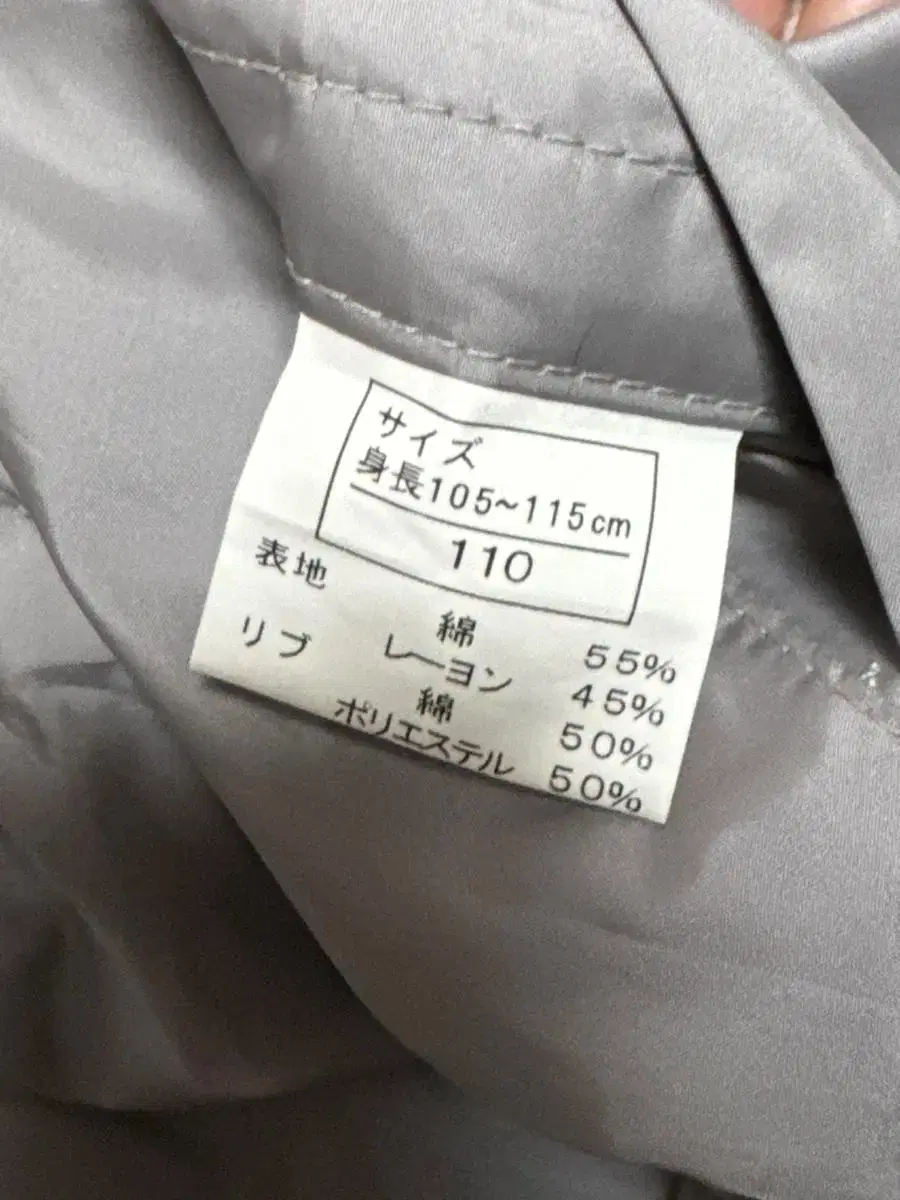 サイズ
身長105~115cm
110
表地 綿 55%
レーヨン 45%
リブ 綿 50%
ポリエステル 50%